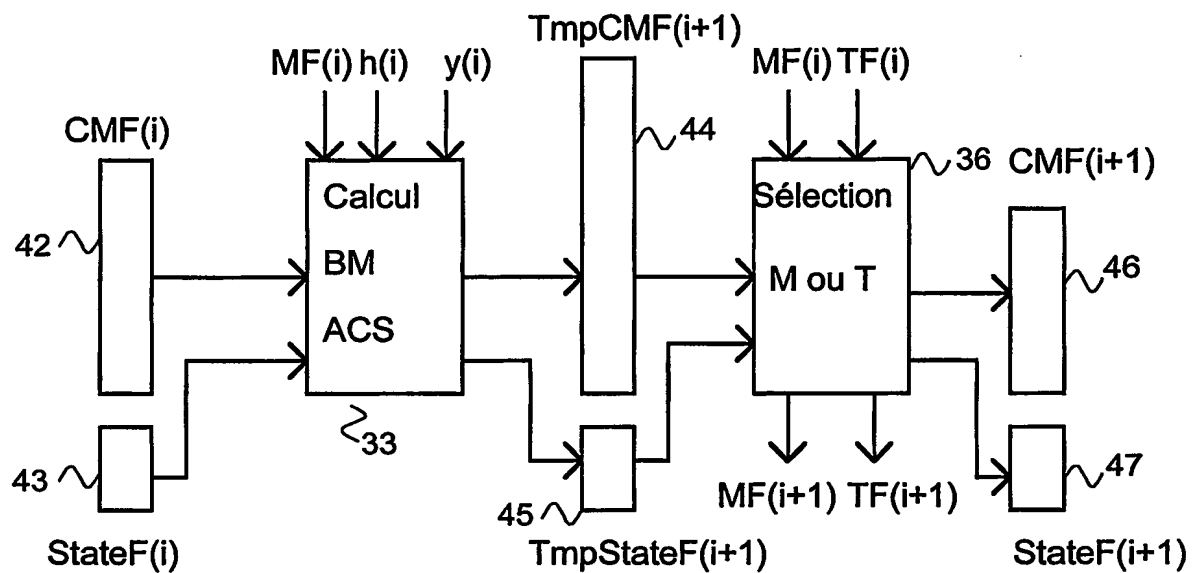 TmpCMF(i+1)
MF(i) h(i) y(i)
MF(i) TF(i)
CMF(i)
44
36
CMF(i+1)
Calcul
BM
ACS
Sélection
M ou T
42
46
33
43
45
MF(i+1) TF(i+1)
47
StateF(i)
TmpStateF(i+1)
StateF(i+1)